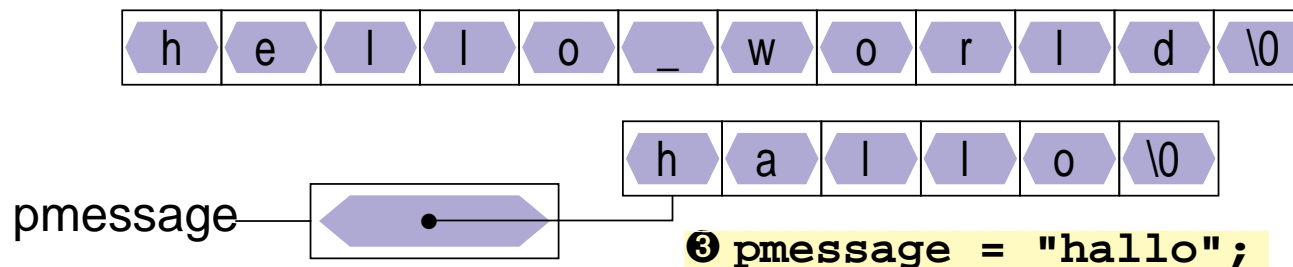 h e l l o _ w o r l d \0
h a l l o \0
pmessage
❸ pmessage = "hallo";